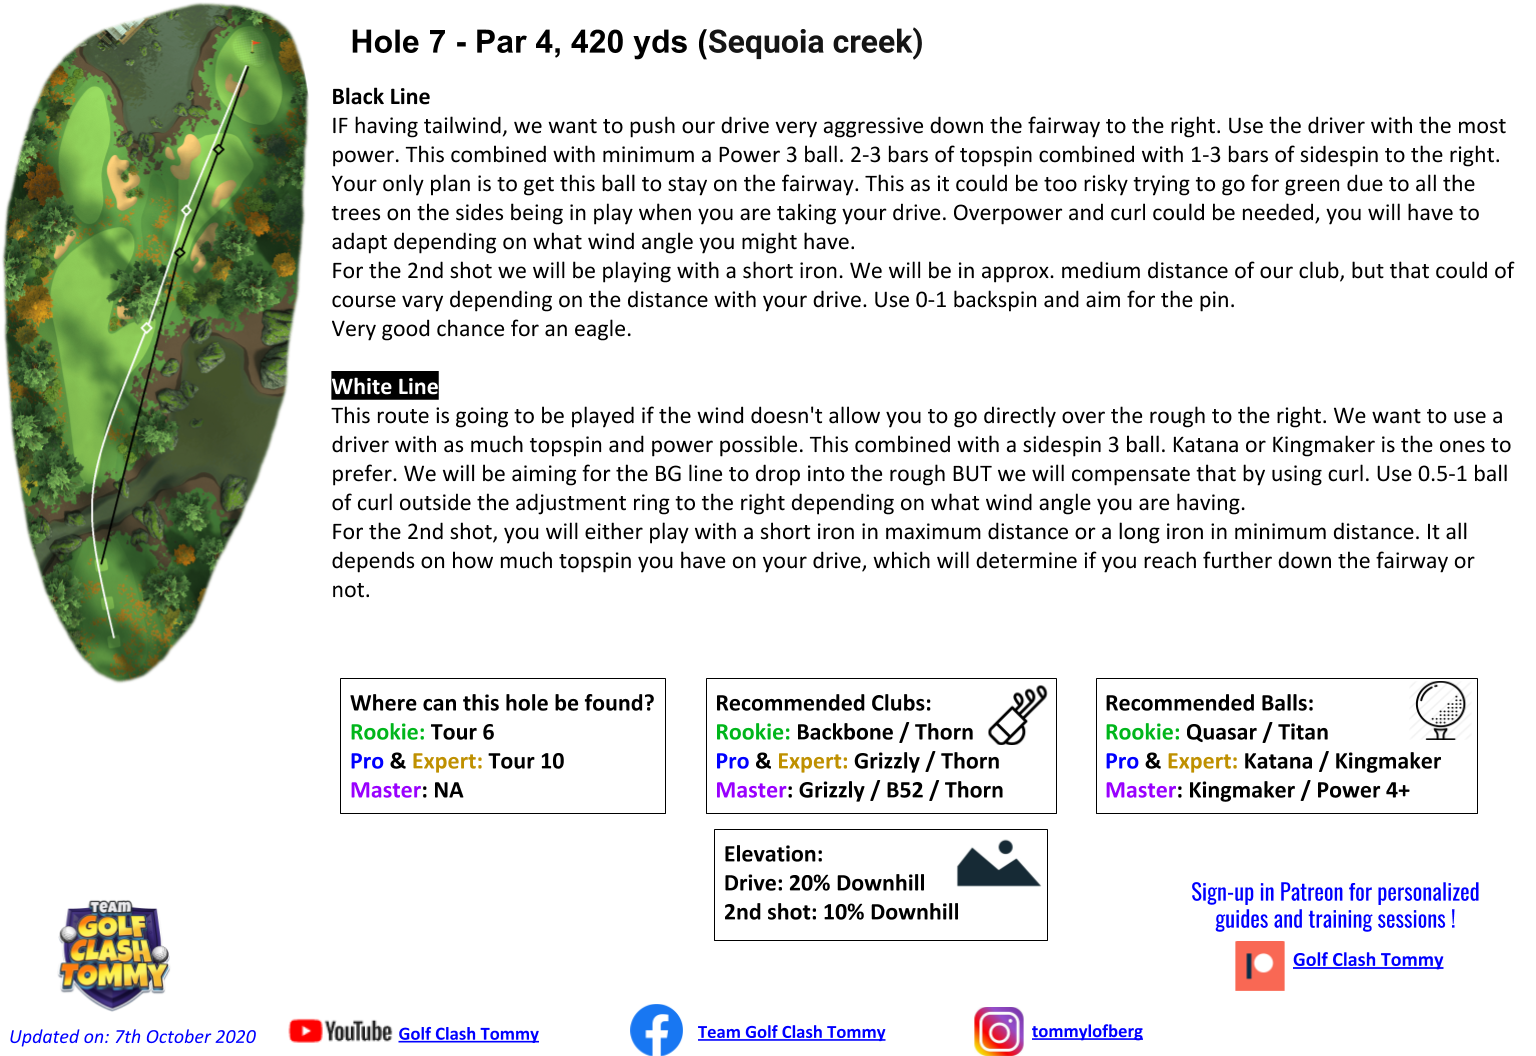 Hole 7 - Par 4, 420 yds (Sequoia creek)
Black Line
IF having tailwind, we want to push our drive very aggressive down the fairway to the right. Use the driver with the most
power. This combined with minimum a Power 3 ball. 2-3 bars of topspin combined with 1-3 bars of sidespin to the right.
Your only plan is to get this ball to stay on the fairway. This as it could be too risky trying to go for green due to all the
trees on the sides being in play when you are taking your drive. Overpower and curl could be needed, you will have to
adapt depending on what wind angle you might have.
For the 2nd shot we will be playing with a short iron. We will be in approx. medium distance of our club, but that could of
course vary depending on the distance with your drive. Use 0-1 backspin and aim for the pin.
Very good chance for an eagle.
White Line
This route is going to be played if the wind doesn't allow you to go directly over the rough to the right. We want to use a
driver with as much topspin and power possible. This combined with a sidespin 3 ball. Katana or Kingmaker is the ones to
prefer. We will be aiming for the BG line to drop into the rough BUT we will compensate that by using curl. Use 0.5-1 ball
of curl outside the adjustment ring to the right depending on what wind angle you are having.
For the 2nd shot, you will either play with a short iron in maximum distance or a long iron in minimum distance. It all
depends on how much topspin you have on your drive, which will determine if you reach further down the fairway or
not.
Where can this hole be found?
Rookie: Tour 6
Pro & Expert: Tour 10
Master: NA
Recommended Clubs:
Rookie: Backbone / Thorn
Pro & Expert: Grizzly / Thorn
Master: Grizzly / B52 / Thorn
Recommended Balls:
Rookie: Quasar / Titan
Pro & Expert: Katana / Kingmaker
Master: Kingmaker / Power 4+
Elevation:
Drive: 20% Downhill
2nd shot: 10% Downhill
Sign-up in Patreon for personalized
guides and training sessions !
Golf Clash Tommy
TEAM
GOLF
CLASH
TOMMY
Updated on: 7th October 2020
YouTube Golf Clash Tommy
Team Golf Clash Tommy
tommylofberg